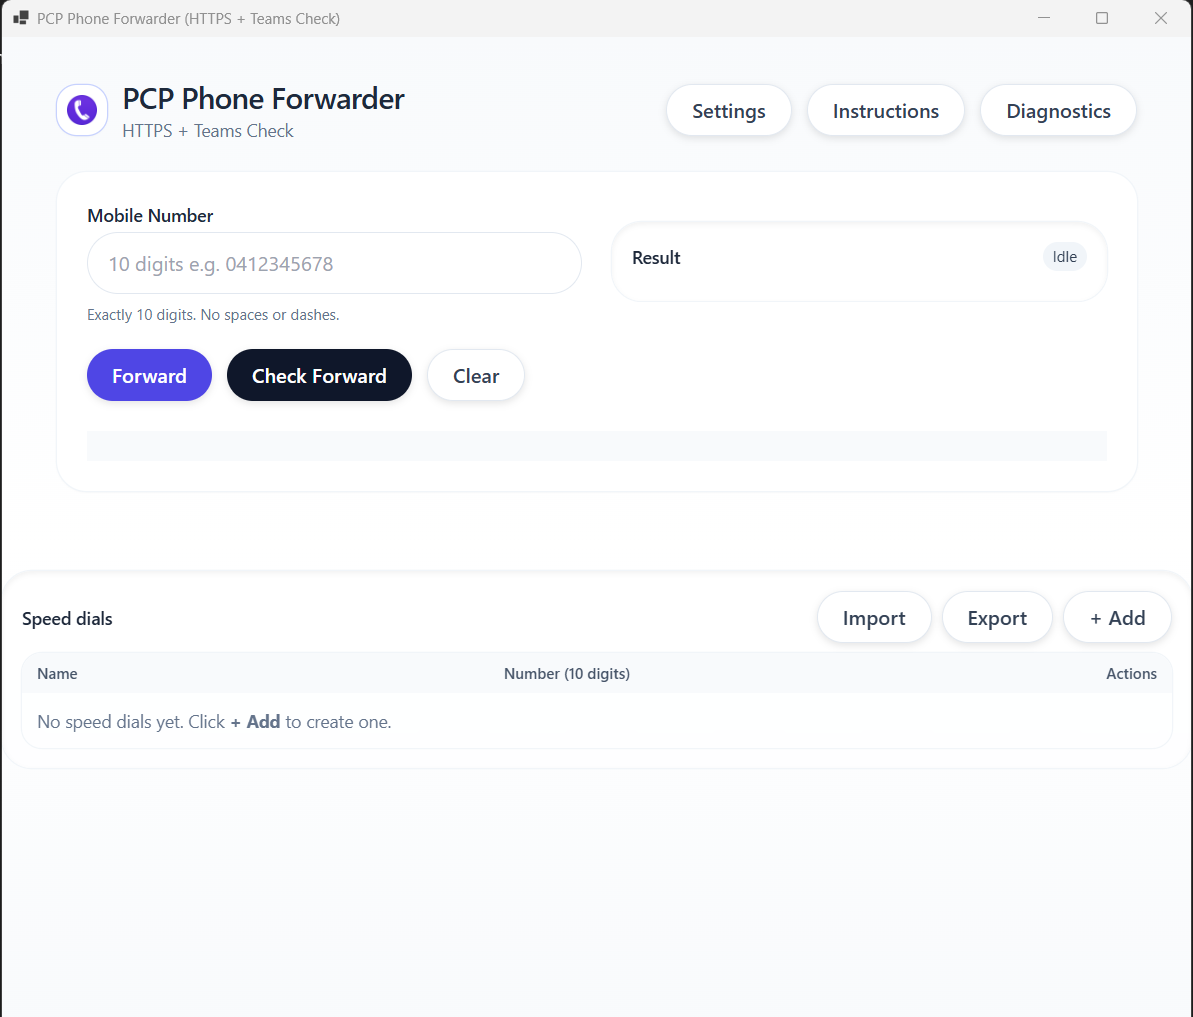 PCP Phone Forwarder (HTTPS + Teams Check)
PCP Phone Forwarder
HTTPS + Teams Check
Settings
Instructions
Diagnostics
Mobile Number
10 digits e.g. 0412345678
Exactly 10 digits. No spaces or dashes.
Forward
Check Forward
Clear
Result
Idle
Speed dials
Import
Export
+ Add
Name
Number (10 digits)
Actions
No speed dials yet. Click + Add to create one.